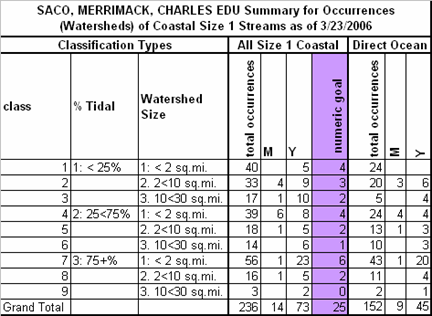 SACO, MERRIMACK, CHARLES EDU Summary for Occurrences
(Watersheds) of Coastal Size 1 Streams as of 3/23/2006
Classification Types All Size 1 Coastal Direct Ocean
class % Tidal Watershed Size total occurrences M Y numeric goal total occurrences M Y
1 1: < 25% 1: < 2 sq.mi. 40 5 4 24
2 2. 2<10 sq.mi. 33 4 9 3 20 3 6
3 3. 10<30 sq.mi. 17 1 10 2 5 4
4 2: 25<75% 1: < 2 sq.mi. 39 6 8 4 24 4 4
5 2. 2<10 sq.mi. 18 1 5 2 13 1 3
6 3. 10<30 sq.mi. 14 6 1 10 3
7 3: 75+% 1: < 2 sq.mi. 56 1 23 6 43 1 20
8 2. 2<10 sq.mi. 16 1 5 2 11 4
9 3. 10<30 sq.mi. 3 2 0 2 1
Grand Total 236 14 73 25 152 9 45